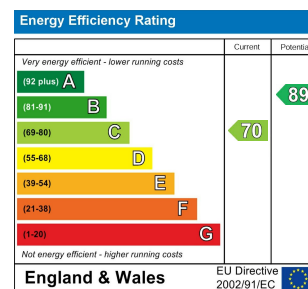 Energy Efficiency Rating
Current Potentia
Very energy efficient - lower running costs
(92 plus) A
(81-91) B
89
(69-80) C
70
(55-68) D
(39-54) E
(21-38) F
(1-20) G
Not energy efficient - higher running costs
England & Wales
EU Directive
2002/91/EC